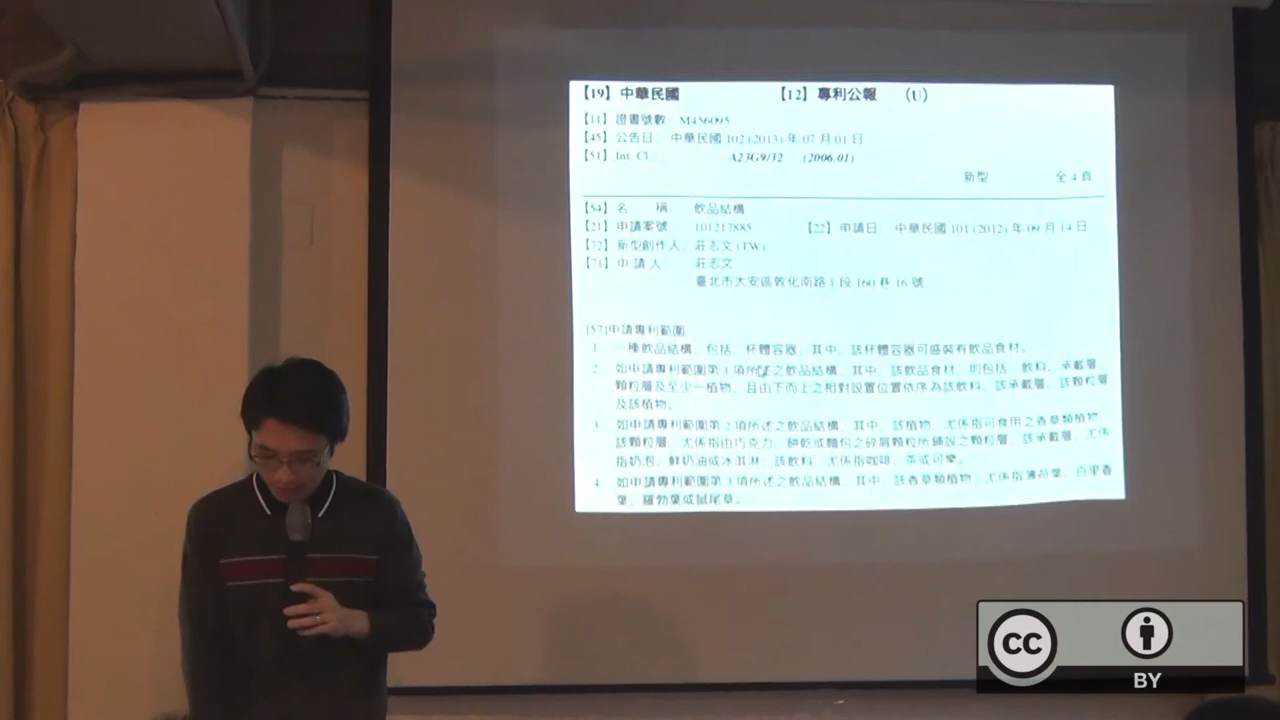 【19】中華民國 【12】專利公報 （U）
【11】證書號數：M456095
【45】公告日：中華民國 102 (2013) 年 07 月 01 日
【51】Int. Cl.： A23G9/32 (2006.01)
新型 全 4 頁
【54】名 稱：飲品結構
【21】申請案號：101217885 【22】申請日：中華民國 101 (2012) 年 09 月 14 日
【72】新型創作人：莊志文 (TW)
【71】申 請 人：莊志文
臺北市大安區敦化南路 1 段 160 巷 16 號
[57]申請專利範圍
1. 一種飲品結構，包括：杯體容器，其中，該杯體容器可盛裝有飲品食材。
2. 如申請專利範圍第 1 項所述之飲品結構，其中，該飲品食材，則包括：飲料、承載層、
顆粒層及至少一植物，且由下而上之相對設置位置依序為該飲料、該承載層、該顆粒層
及該植物。
3. 如申請專利範圍第 2 項所述之飲品結構，其中，該植物，尤係指可食用之香草類植物，
該顆粒層，尤係指由巧克力、餅乾或麵包之碎屑顆粒所鋪設之顆粒層，該承載層，尤係
指奶泡、鮮奶油或冰淇淋；該飲料，尤係指咖啡、茶或可樂。
4. 如申請專利範圍第 3 項所述之飲品結構，其中，該香草類植物，尤係指薄荷葉、百里香
葉、羅勒葉或鼠尾草。
CC
BY